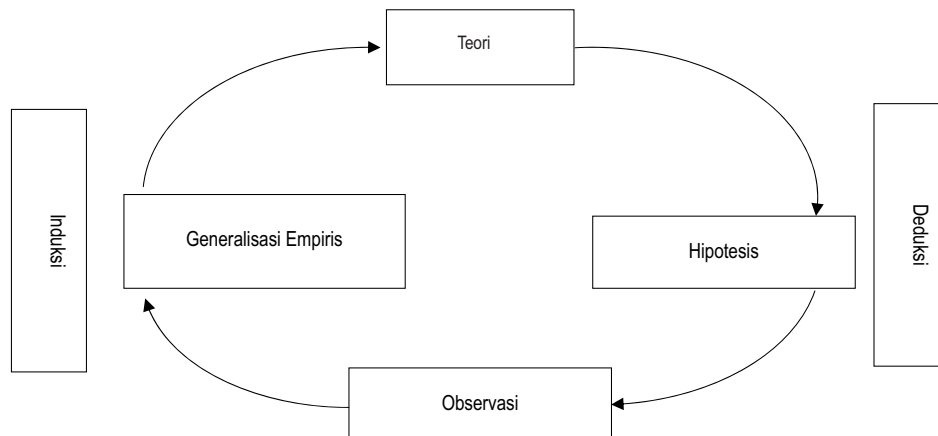 Teori
Induksi
Generalisasi Empiris
Hipotesis
Deduksi
Observasi